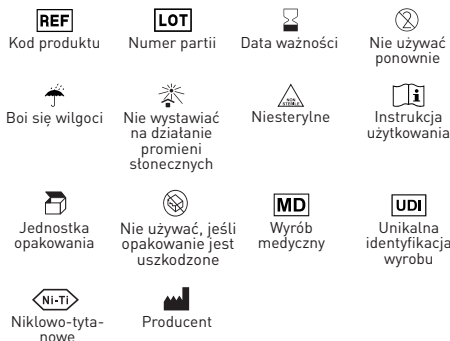 REF
LOT
2
Kod produktu
Numer partii
Data ważności
Nie używać
ponownie
NON
STERILE
i
Boi się wilgoci
Nie wystawiać
na działanie
promieni
słonecznych
Niesterylne
Instrukcja
użytkowania
MD
UDI
Jednostka
opakowania
Nie używać, jeśli
opakowanie jest
uszkodzone
Wyrób
medyczny
Unikalna
identyfikacja
wyrobu
Ni-Ti
Niklowo-tyta-
nowe
Producent